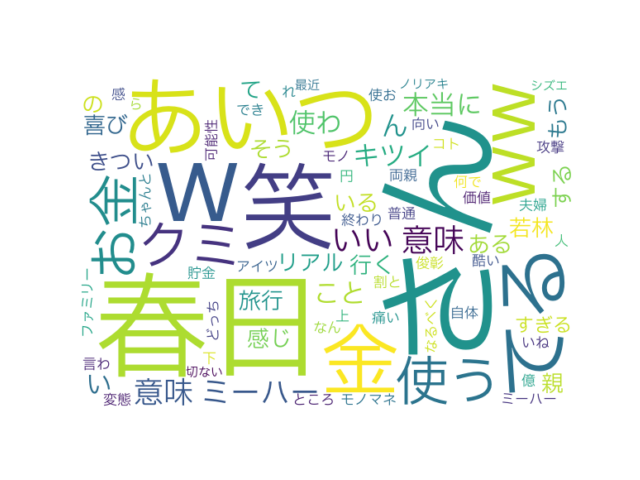 感
ら
最近
れ
ノリアキ
シズエ
の
あいつ
て
でき
使お
本当に
ww
もう
喜び
可能性
使わ
ん
向い
攻撃
きつい
そう
モノ
キツイ
コト
ちゃんと
w
笑
円
両親
何で
価値
する
お金
いる
普通
ん
夫婦
クミ
終わり
いい
意味
ある
若林
人
アイツ
リアル
行く
俊彰
酷い
ファミリー
貯金
春日
旅行
こと
割と
そ
てる
どっち
感じ
なん
上
痛い
なるべく
自体
すぎる
いね
言わ
い
下
切ない
金
使う
億
親
変態
意味
ミーハー
ところ
モノマネ
ミーハー